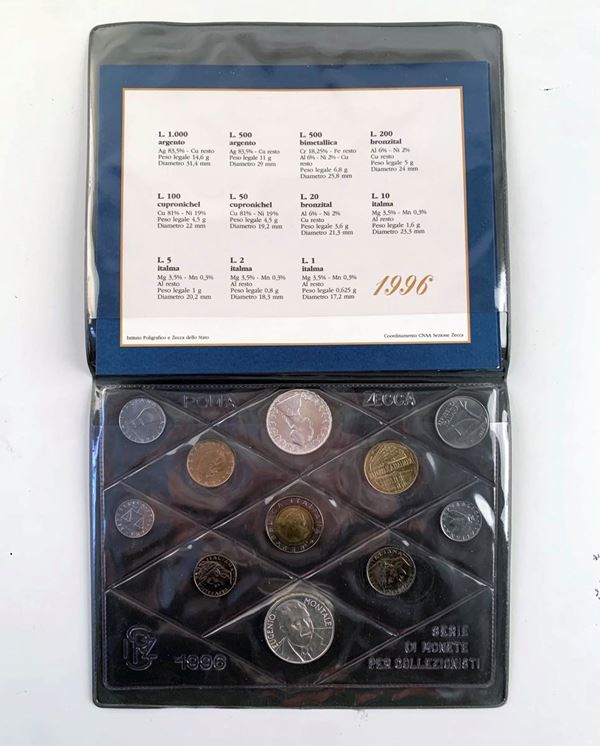 L. 1.000
argento
Ag 83,5% - Cu resto
Peso legale 14,6 g
Diametro 31,4 mm
L. 500
argento
Ag 83,5% - Cu resto
Peso legale 11 g
Diametro 29 mm
L. 500
bimetallica
Cr 18,25% - Fe resto
Al 6% - Ni 2% - Cu
resto
Peso legale 6,8 g
Diametro 25,8 mm
L. 200
bronzital
Al 6% - Ni 2%
Cu resto
Peso legale 5 g
Diametro 24 mm
L. 100
cupronichel
Cu 81% - Ni 19%
Peso legale 4,5 g
Diametro 22 mm
L. 50
cupronichel
Cu 81% - Ni 19%
Peso legale 4,5 g
Diametro 19,2 mm
L. 20
bronzital
Al 6% - Ni 2%
Cu resto
Peso legale 3,6 g
Diametro 21,3 mm
L. 10
italma
Mg 3,5% - Mn 0,3%
Al resto
Peso legale 1,6 g
Diametro 23,3 mm
L. 5
italma
Mg 3,5% - Mn 0,3%
Al resto
Peso legale 1 g
Diametro 20,2 mm
L. 2
italma
Mg 3,5% - Mn 0,3%
Al resto
Peso legale 0,8 g
Diametro 18,3 mm
L. 1
italma
Mg 3,5% - Mn 0,3%
Al resto
Peso legale 0,625 g
Diametro 17,2 mm
1996
Istituto Poligrafico e Zecca dello Stato
Coordinamento CNAA Sezione Zecca
ROMA
ZECCA
EUGENIO MONTALE
1996
SERIE
DI MONETE
PER COLLEZIONISTI